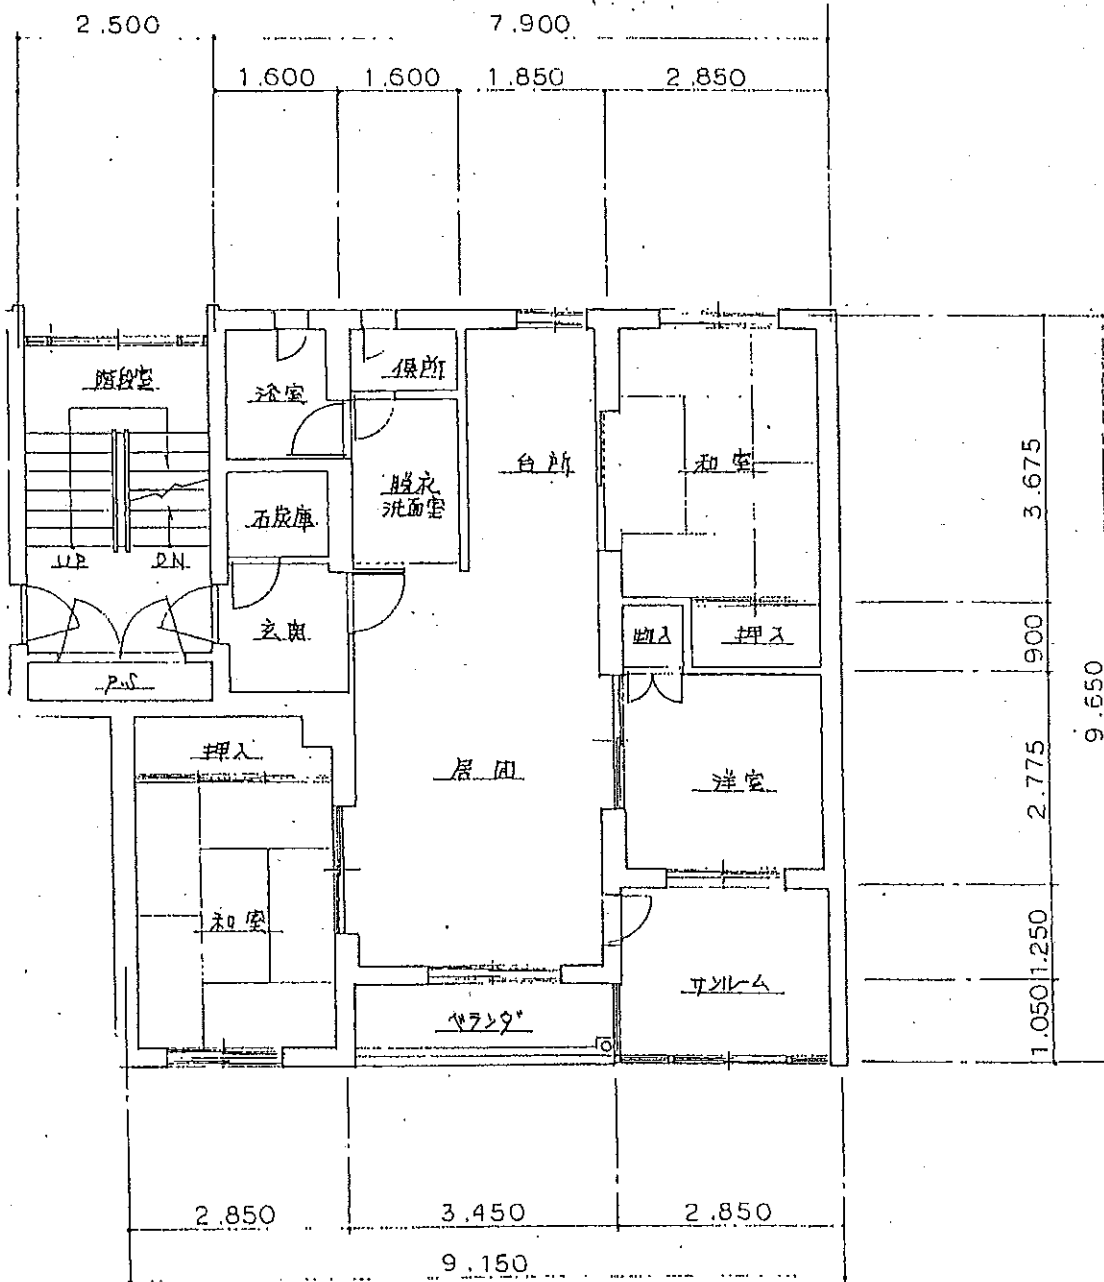 2.500
7.900
1.600
1.600
1.850
2.850
階段室
浴室
便所
台所
和室
脱衣
洗面室
石炭庫
UP
DN
玄関
物入
押入
P.S
押入
居間
洋室
和室
サンルーム
ベランダ
3.675
900
2.775
1.250
1.050
9.650
2.850
3.450
2.850
9.150